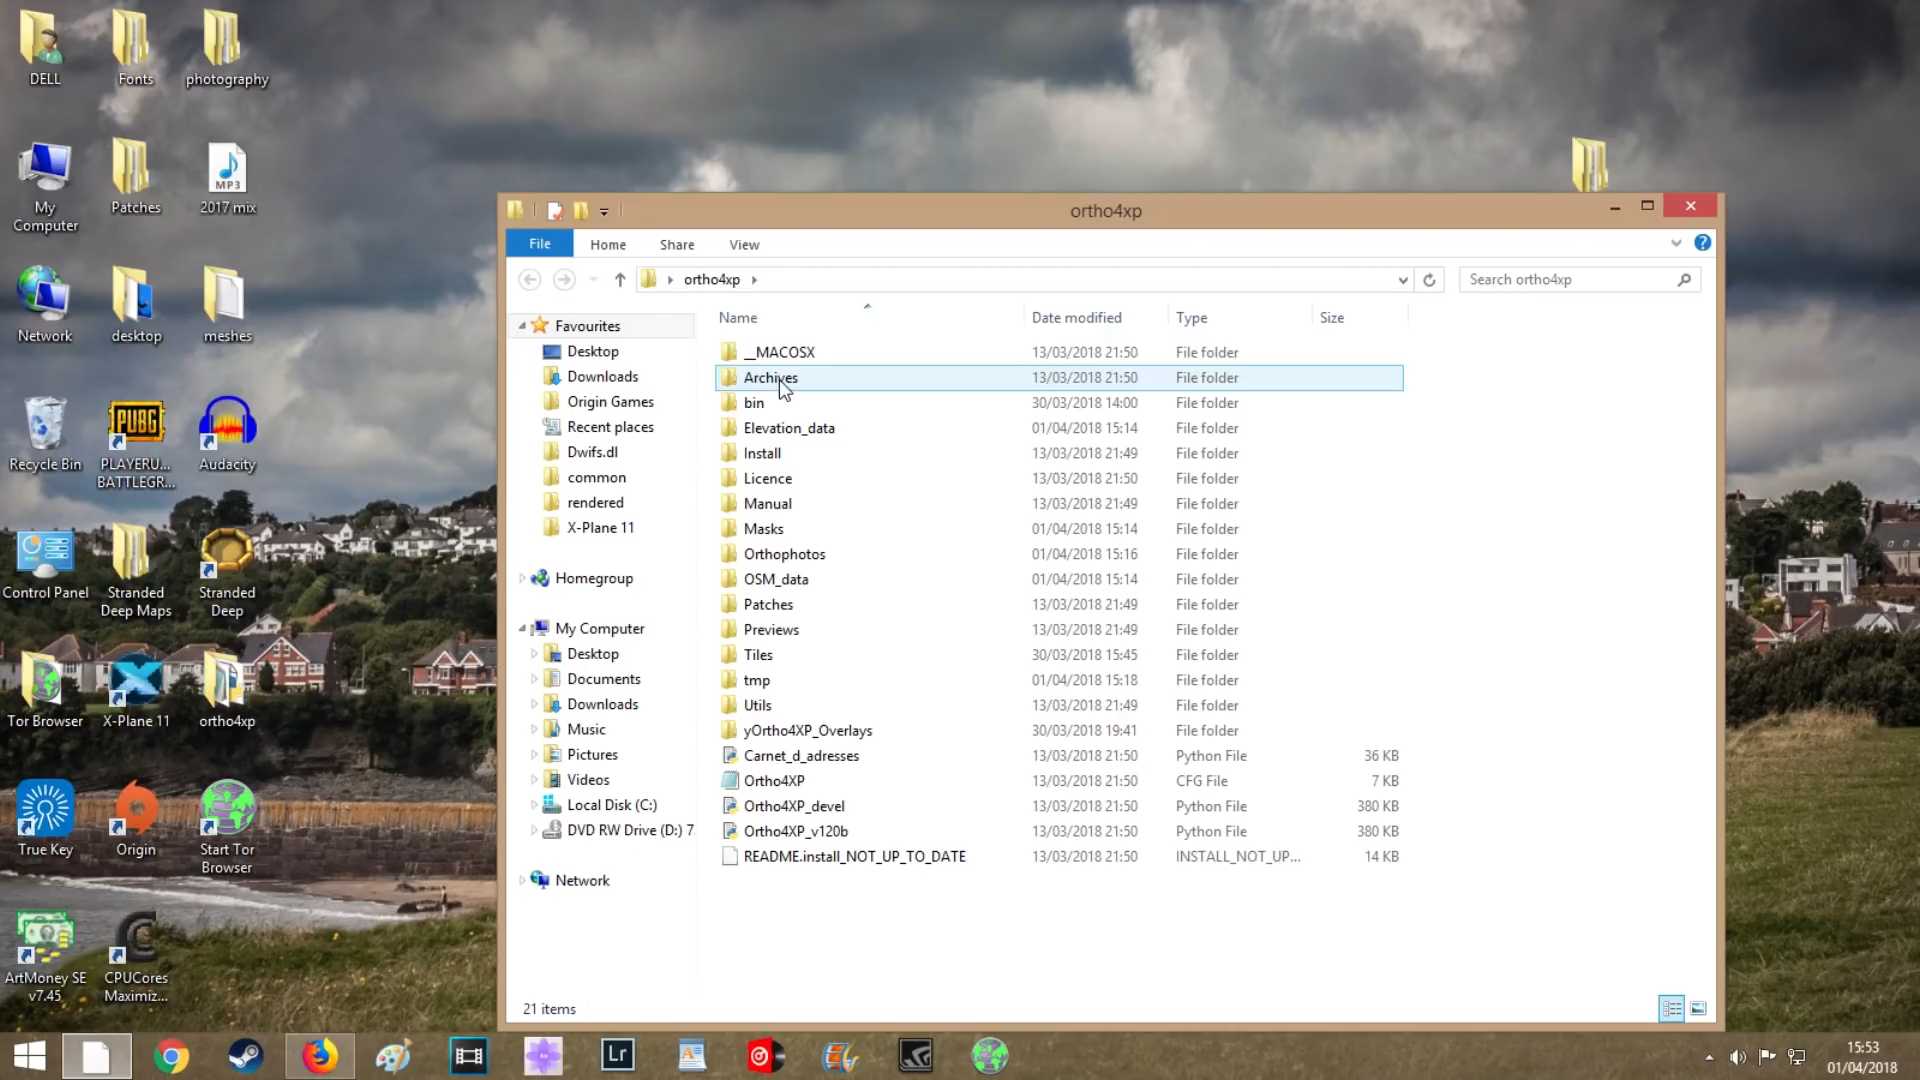 DELL
Fonts
photography
My
Computer
Patches
MP3
2017 mix
Network
desktop
meshes
Recycle Bin
PUBG
PLAYERU...
BATTLEGR...
Audacity
Control Panel
Stranded
Deep Maps
Stranded
Deep
Tor Browser
X-Plane 11
ortho4xp
True Key
Origin
Start Tor
Browser
ArtMoney SE
v7.45
CPUCores
Maximiz...
ortho4xp
File
Home
Share
View
ortho4xp
Search ortho4xp
Favourites
Desktop
Downloads
Origin Games
Recent places
Dwifs.dl
common
rendered
X-Plane 11
Homegroup
My Computer
Desktop
Documents
Downloads
Music
Pictures
Videos
Local Disk (C:)
DVD RW Drive (D:) 7
Network
Name Date modified Type Size
__MACOSX 13/03/2018 21:50 File folder
Archives 13/03/2018 21:50 File folder
bin 30/03/2018 14:00 File folder
Elevation_data 01/04/2018 15:14 File folder
Install 13/03/2018 21:49 File folder
Licence 13/03/2018 21:50 File folder
Manual 13/03/2018 21:49 File folder
Masks 01/04/2018 15:14 File folder
Orthophotos 01/04/2018 15:16 File folder
OSM_data 01/04/2018 15:14 File folder
Patches 13/03/2018 21:49 File folder
Previews 13/03/2018 21:49 File folder
Tiles 30/03/2018 15:45 File folder
tmp 01/04/2018 15:18 File folder
Utils 13/03/2018 21:49 File folder
yOrtho4XP_Overlays 30/03/2018 19:41 File folder
Carnet_d_adresses 13/03/2018 21:50 Python File 36 KB
Ortho4XP 13/03/2018 21:50 CFG File 7 KB
Ortho4XP_devel 13/03/2018 21:50 Python File 380 KB
Ortho4XP_v120b 13/03/2018 21:50 Python File 380 KB
README.install_NOT_UP_TO_DATE 13/03/2018 21:50 INSTALL_NOT_UP... 14 KB
21 items
Lr
15:53
01/04/2018